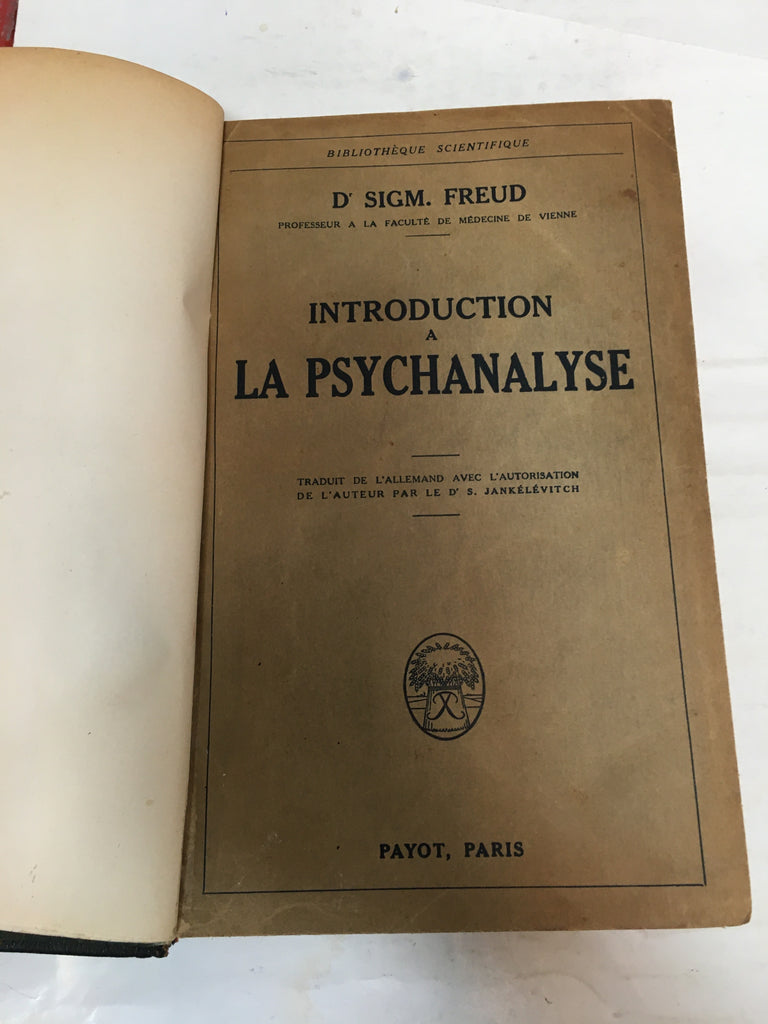 BIBLIOTHÈQUE SCIENTIFIQUE
Dr SIGM. FREUD
PROFESSEUR A LA FACULTÉ DE MÉDECINE DE VIENNE
INTRODUCTION
A
LA PSYCHANALYSE
TRADUIT DE L'ALLEMAND AVEC L'AUTORISATION
DE L'AUTEUR PAR LE Dr S. JANKÉLÉVITCH
PAYOT, PARIS